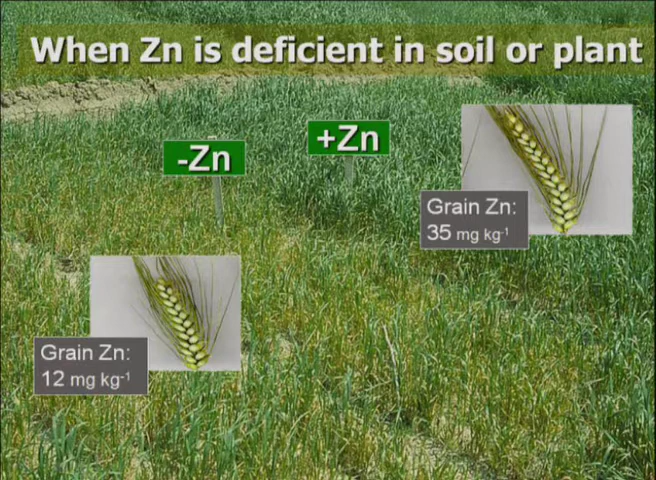 When Zn is deficient in soil or plant
-Zn
+Zn
Grain Zn:
35 mg kg-¹
Grain Zn:
12 mg kg-¹